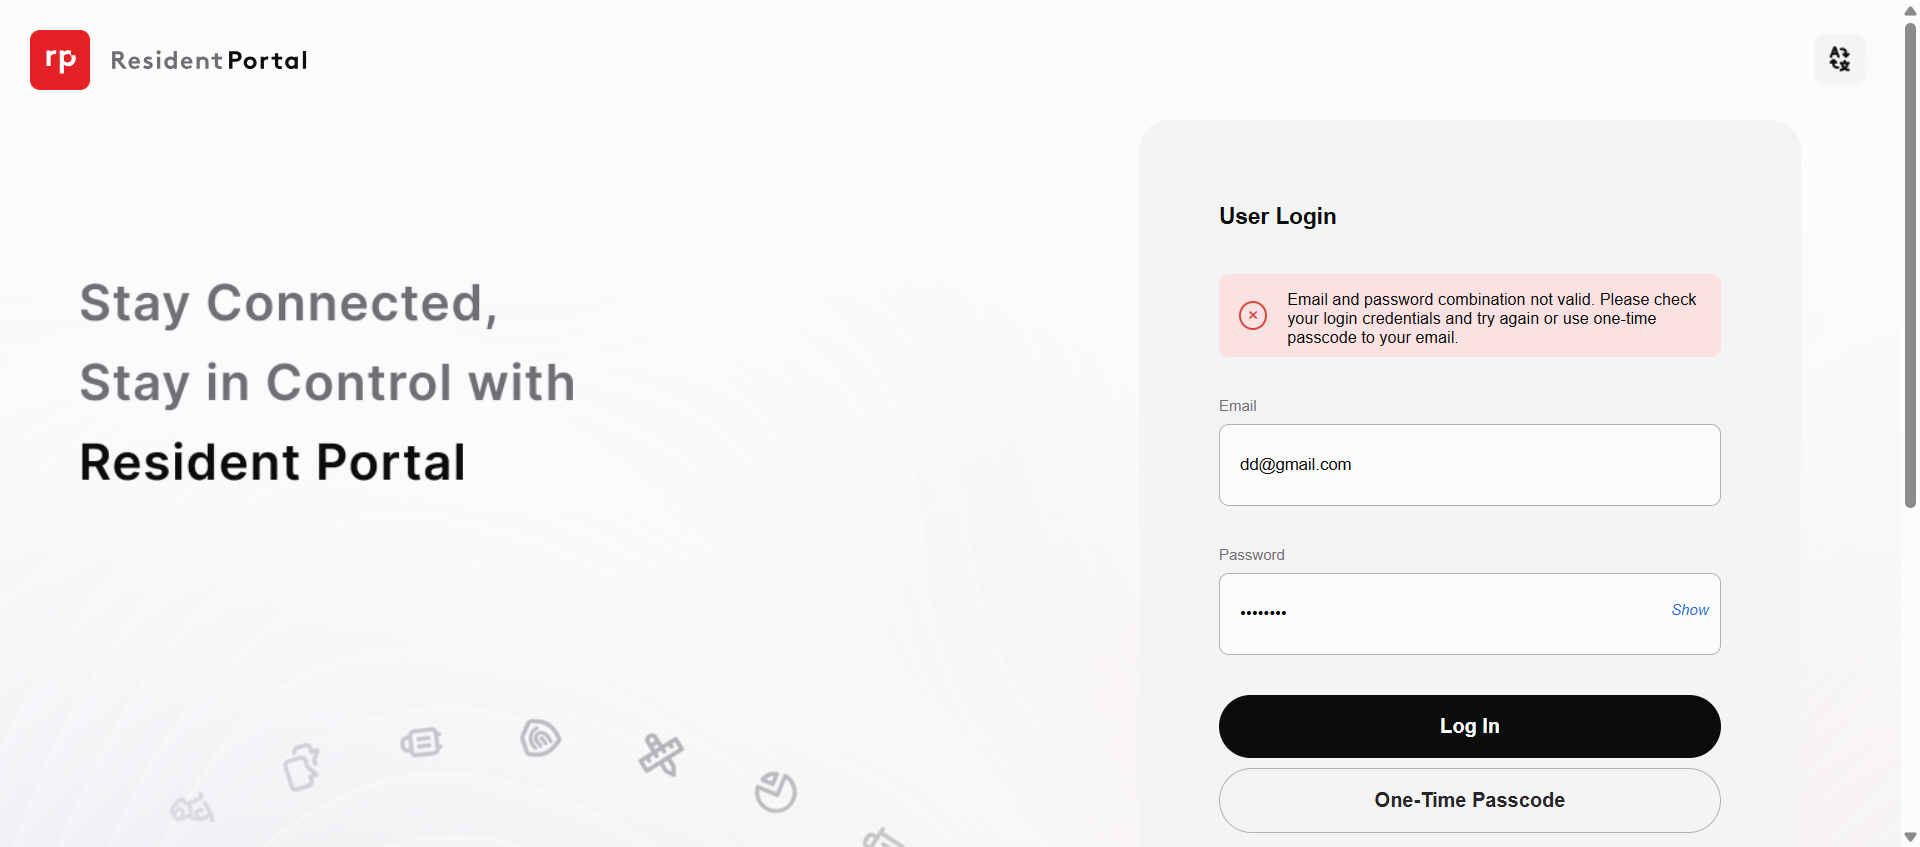 rp
Resident Portal
Stay Connected,
Stay in Control with
Resident Portal
User Login
Email and password combination not valid. Please check
your login credentials and try again or use one-time
passcode to your email.
Email
dd@gmail.com
Password
••••••••
Show
Log In
One-Time Passcode